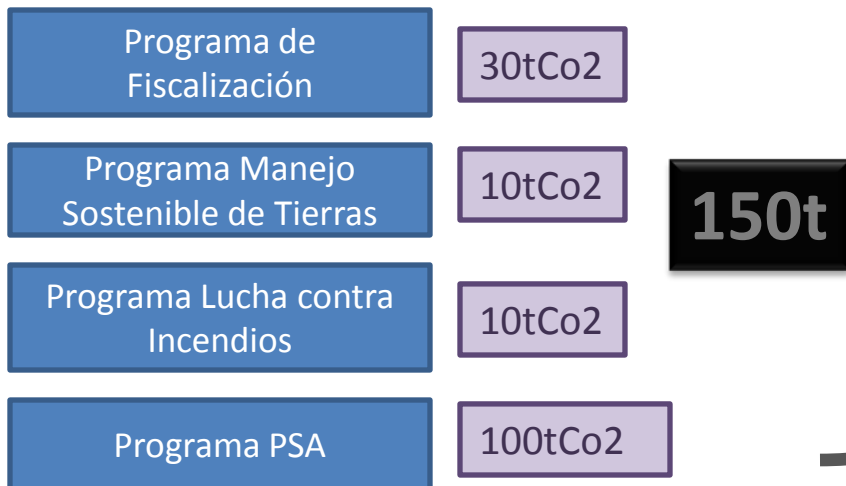 Programa de
Fiscalización
30tCo2
Programa Manejo
Sostenible de Tierras
10tCo2
150t
Programa Lucha contra
Incendios
10tCo2
Programa PSA
100tCo2